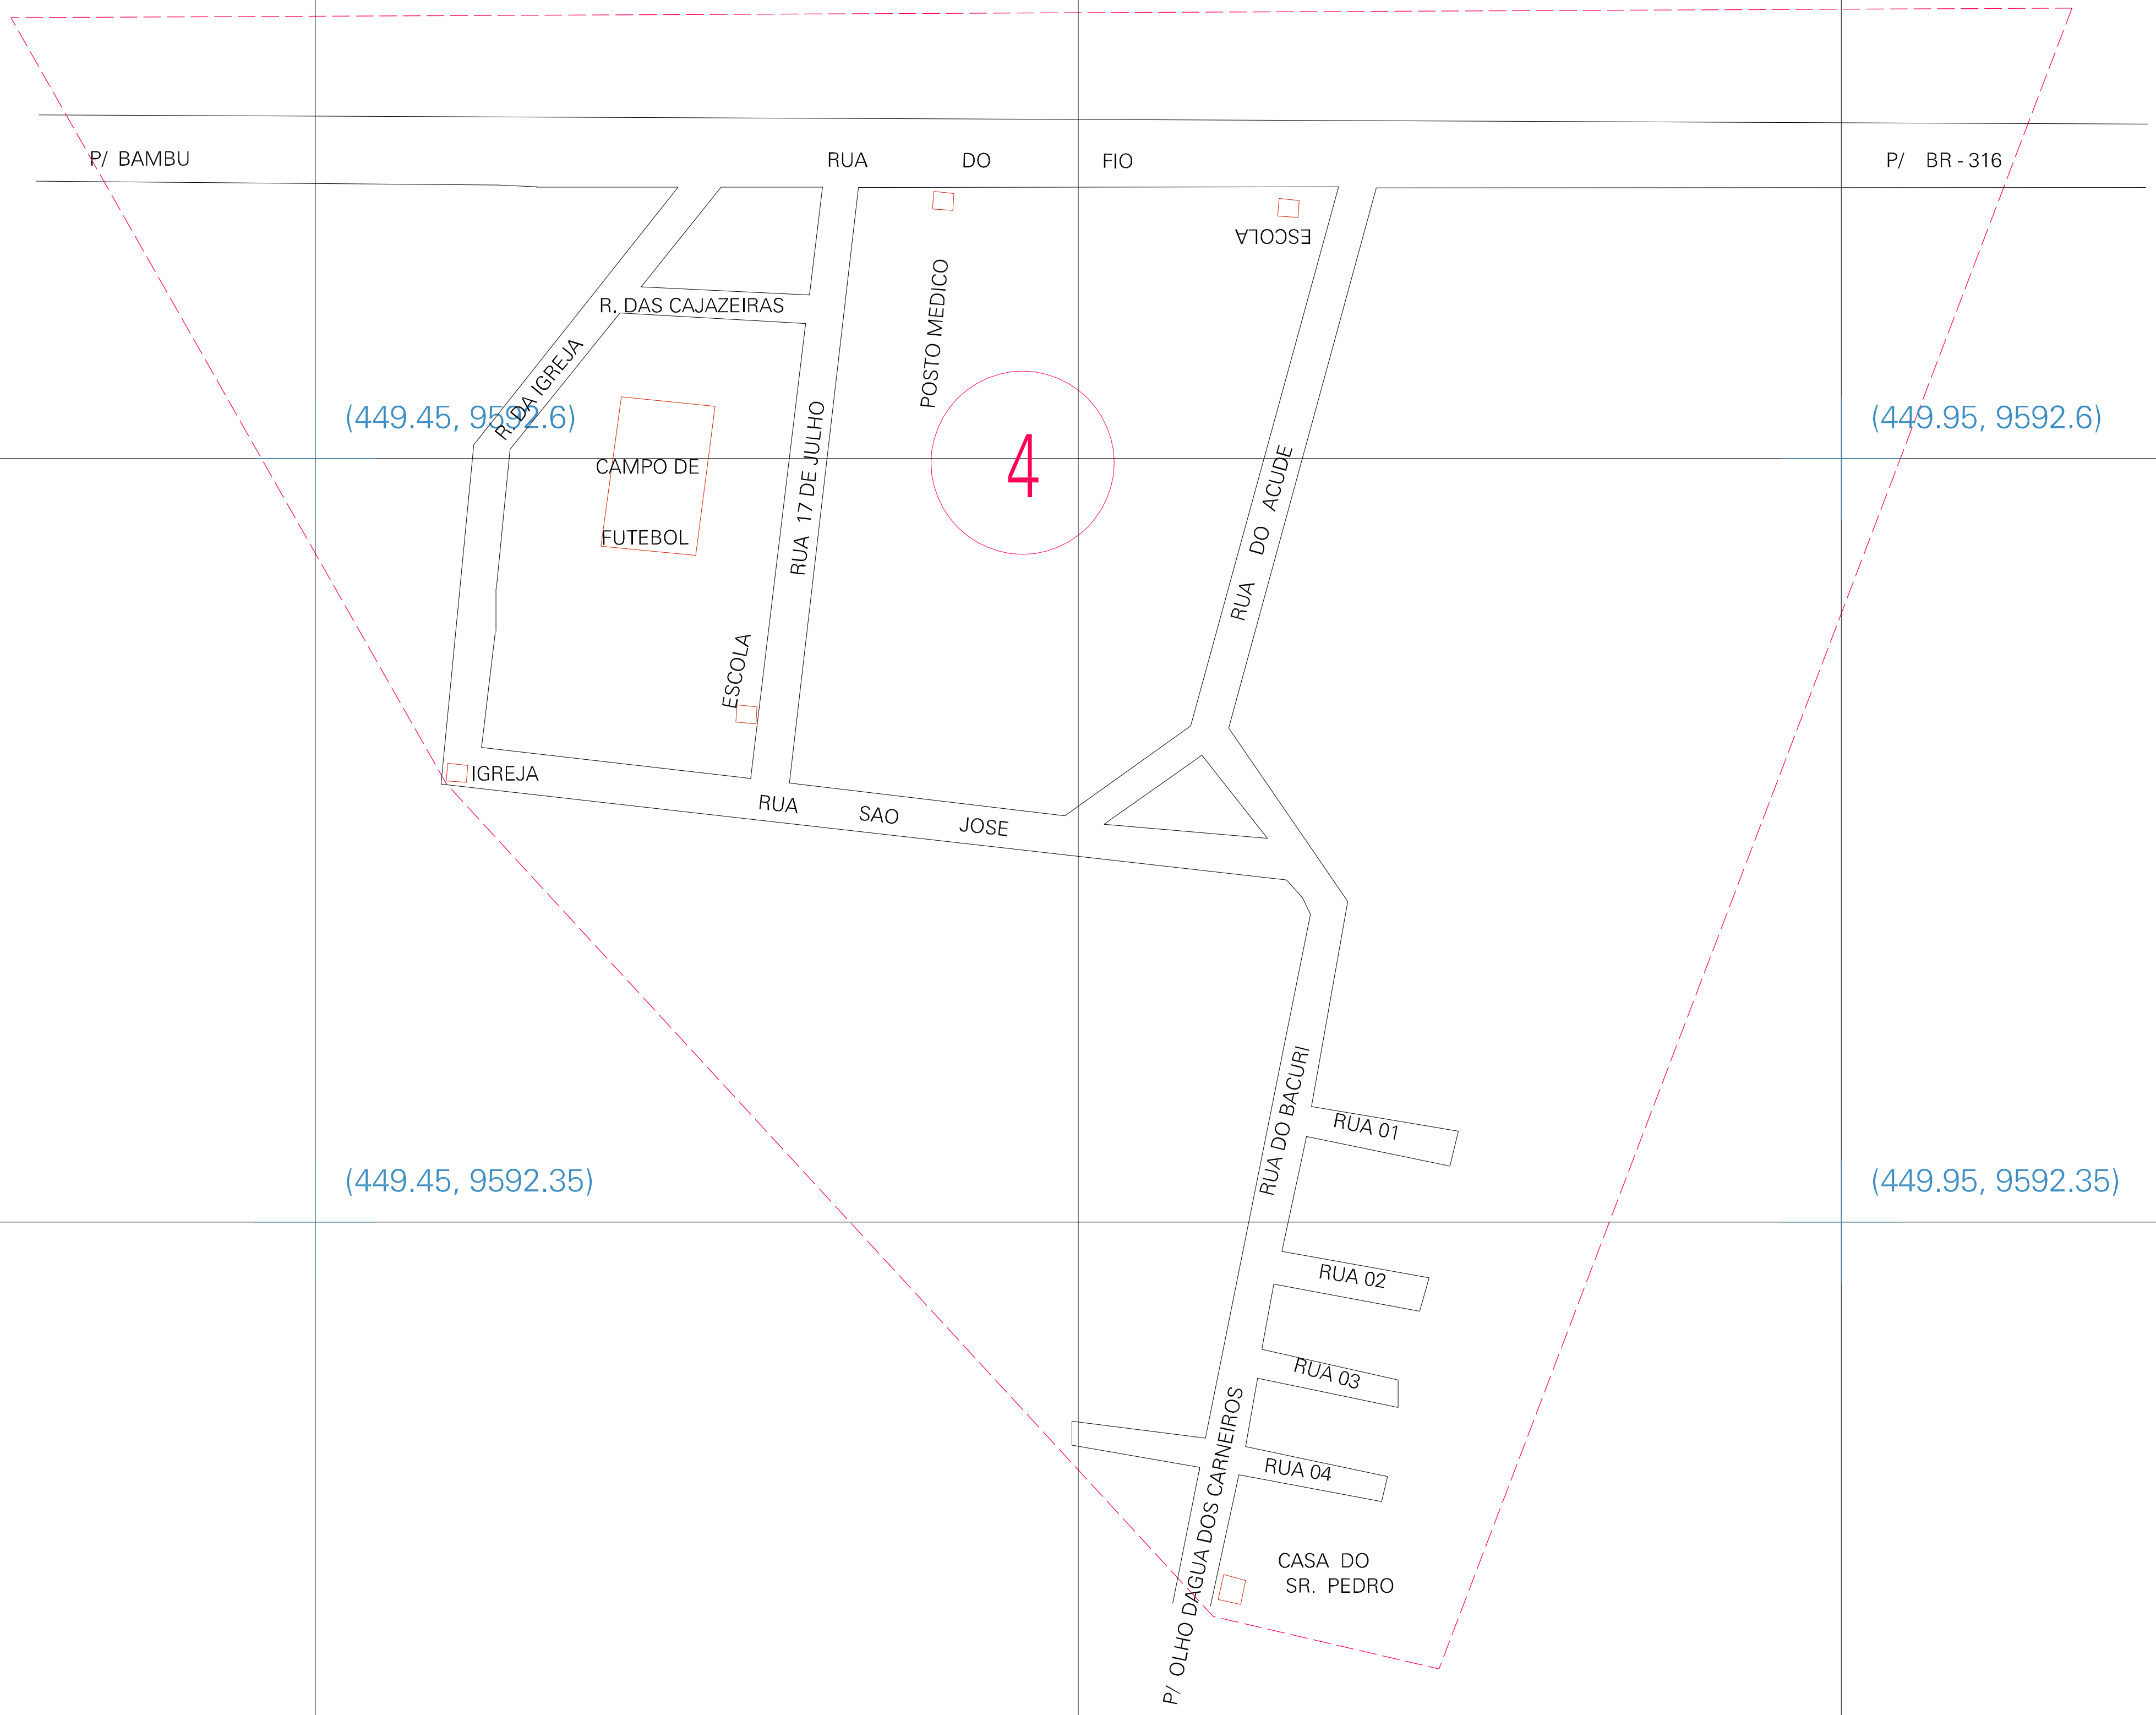 P/ BAMBU
RUA DO FIO
P/ BR - 316
ESCOLA
POSTO MEDICO
R. DAS CAJAZEIRAS
R. DA IGREJA
(449.45, 9592.6)
(449.95, 9592.6)
4
CAMPO DE
FUTEBOL
RUA 17 DE JULHO
RUA DO ACUDE
ESCOLA
IGREJA
RUA SAO JOSE
RUA DO BACURI
RUA 01
(449.45, 9592.35)
(449.95, 9592.35)
RUA 02
RUA 03
RUA 04
P/ OLHO DAGUA DOS CARNEIROS
CASA DO
SR. PEDRO